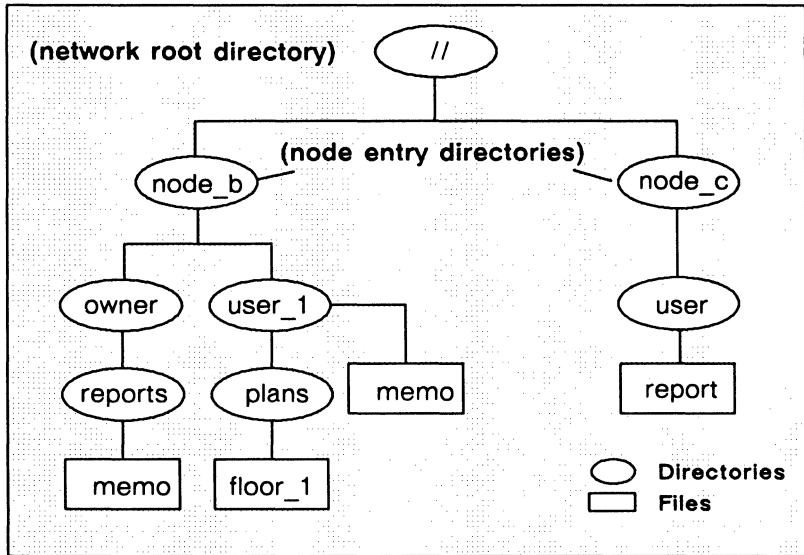 (network root directory)
//
(node entry directories)
node_b
node_c
owner
user_1
user
reports
plans
memo
report
memo
floor_1
Directories
Files